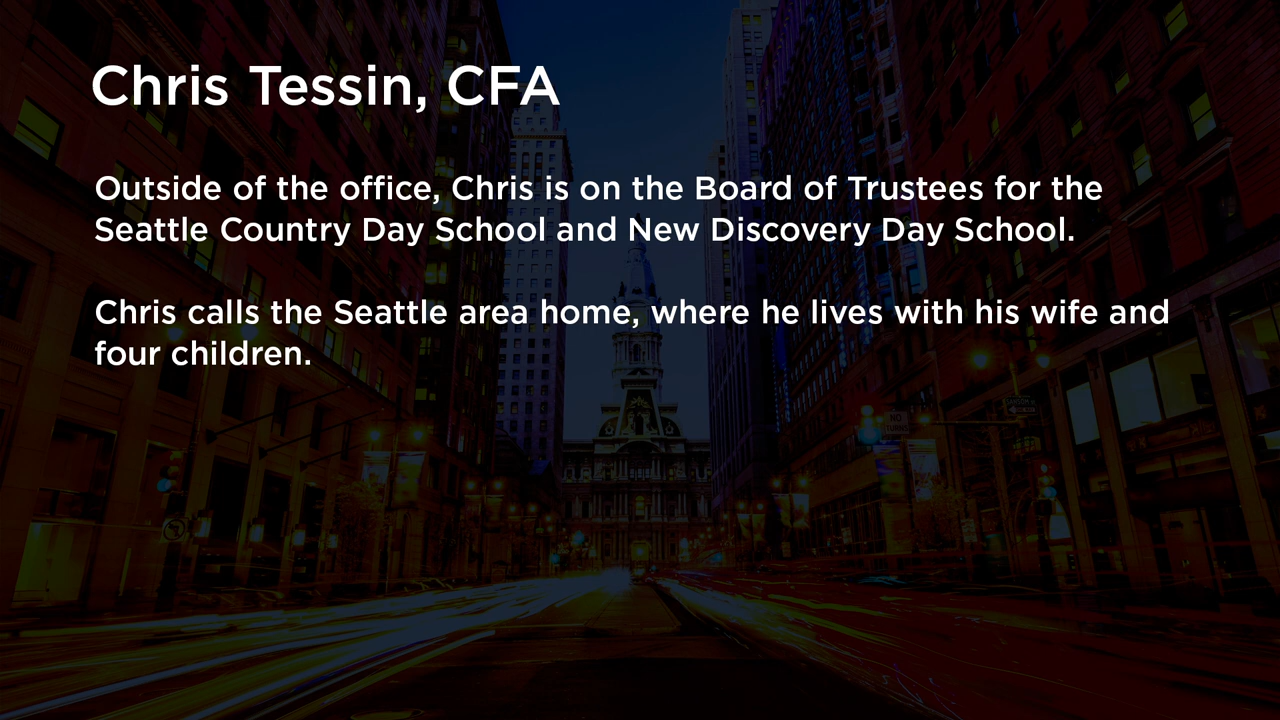 Chris Tessin, CFA
Outside of the office, Chris is on the Board of Trustees for the
Seattle Country Day School and New Discovery Day School.
Chris calls the Seattle area home, where he lives with his wife and
four children.
NO
TURNS